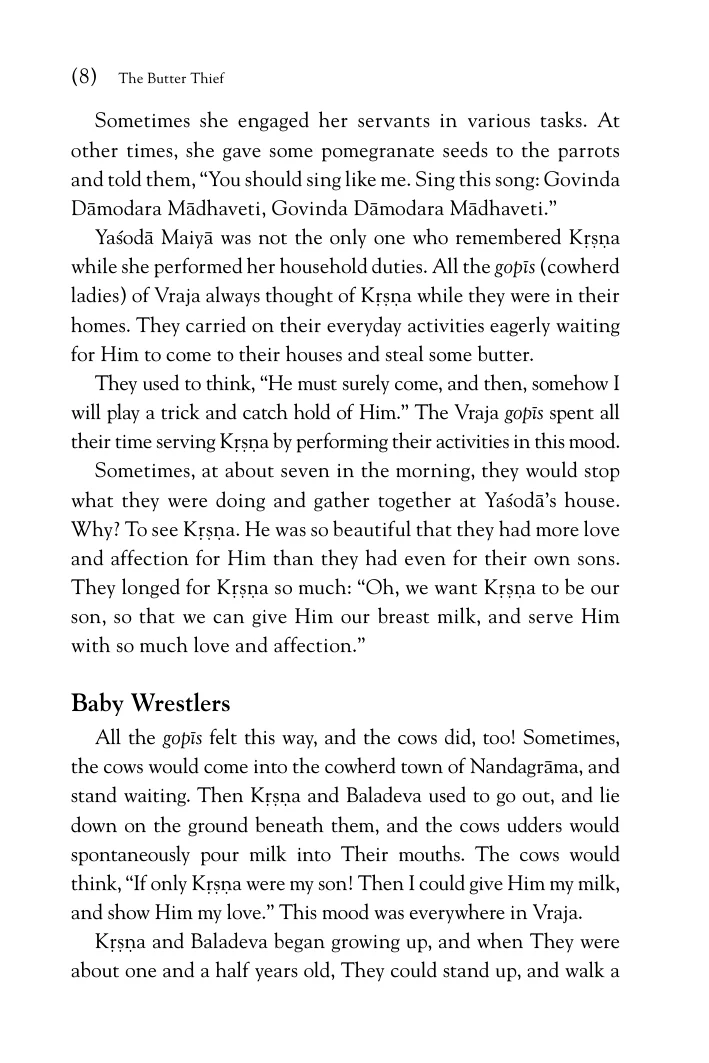 (8) The Butter Thief
Sometimes she engaged her servants in various tasks. At
other times, she gave some pomegranate seeds to the parrots
and told them, “You should sing like me. Sing this song: Govinda
Dāmodara Mādhaveti, Govinda Dāmodara Mādhaveti.”
Yaśodā Maiyā was not the only one who remembered Kṛṣṇa
while she performed her household duties. All the gopīs (cowherd
ladies) of Vraja always thought of Kṛṣṇa while they were in their
homes. They carried on their everyday activities eagerly waiting
for Him to come to their houses and steal some butter.
They used to think, “He must surely come, and then, somehow I
will play a trick and catch hold of Him.” The Vraja gopīs spent all
their time serving Kṛṣṇa by performing their activities in this mood.
Sometimes, at about seven in the morning, they would stop
what they were doing and gather together at Yaśodā’s house.
Why? To see Kṛṣṇa. He was so beautiful that they had more love
and affection for Him than they had even for their own sons.
They longed for Kṛṣṇa so much: “Oh, we want Kṛṣṇa to be our
son, so that we can give Him our breast milk, and serve Him
with so much love and affection.”
Baby Wrestlers
All the gopīs felt this way, and the cows did, too! Sometimes,
the cows would come into the cowherd town of Nandagrāma, and
stand waiting. Then Kṛṣṇa and Baladeva used to go out, and lie
down on the ground beneath them, and the cows udders would
spontaneously pour milk into Their mouths. The cows would
think, “If only Kṛṣṇa were my son! Then I could give Him my milk,
and show Him my love.” This mood was everywhere in Vraja.
Kṛṣṇa and Baladeva began growing up, and when They were
about one and a half years old, They could stand up, and walk a